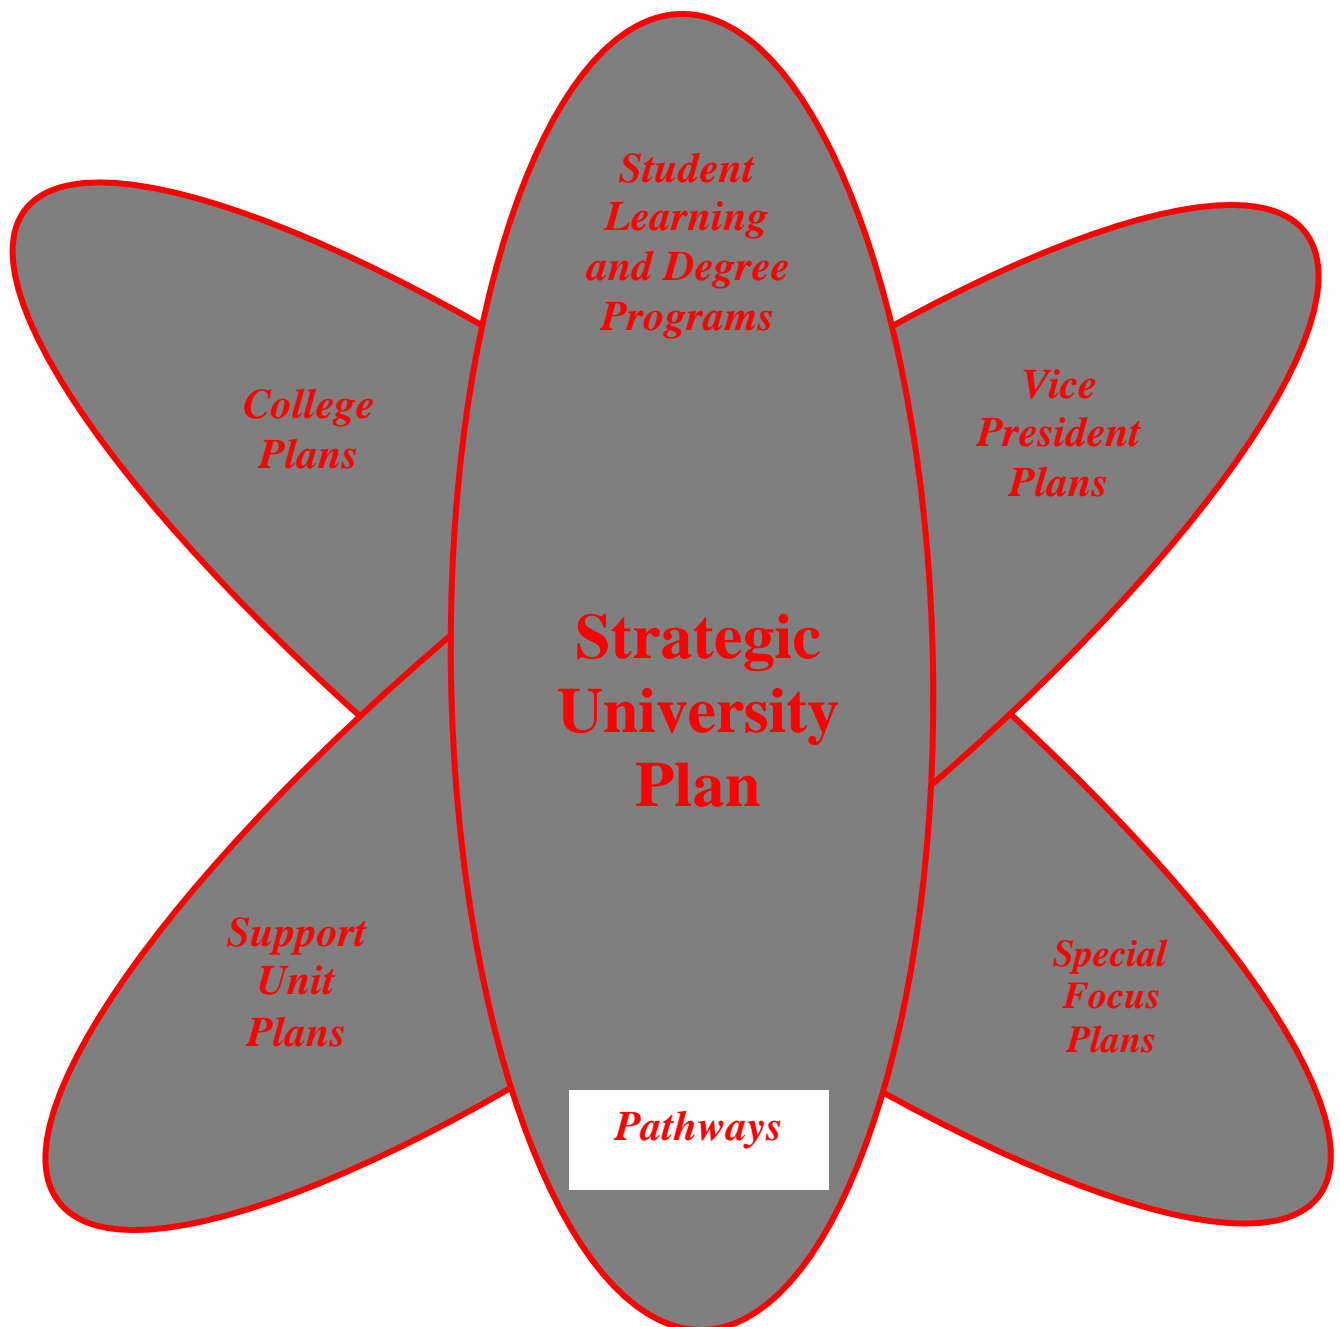 Student
Learning
and Degree
Programs
College
Plans
Vice
President
Plans
Strategic
University
Plan
Support
Unit
Plans
Special
Focus
Plans
Pathways